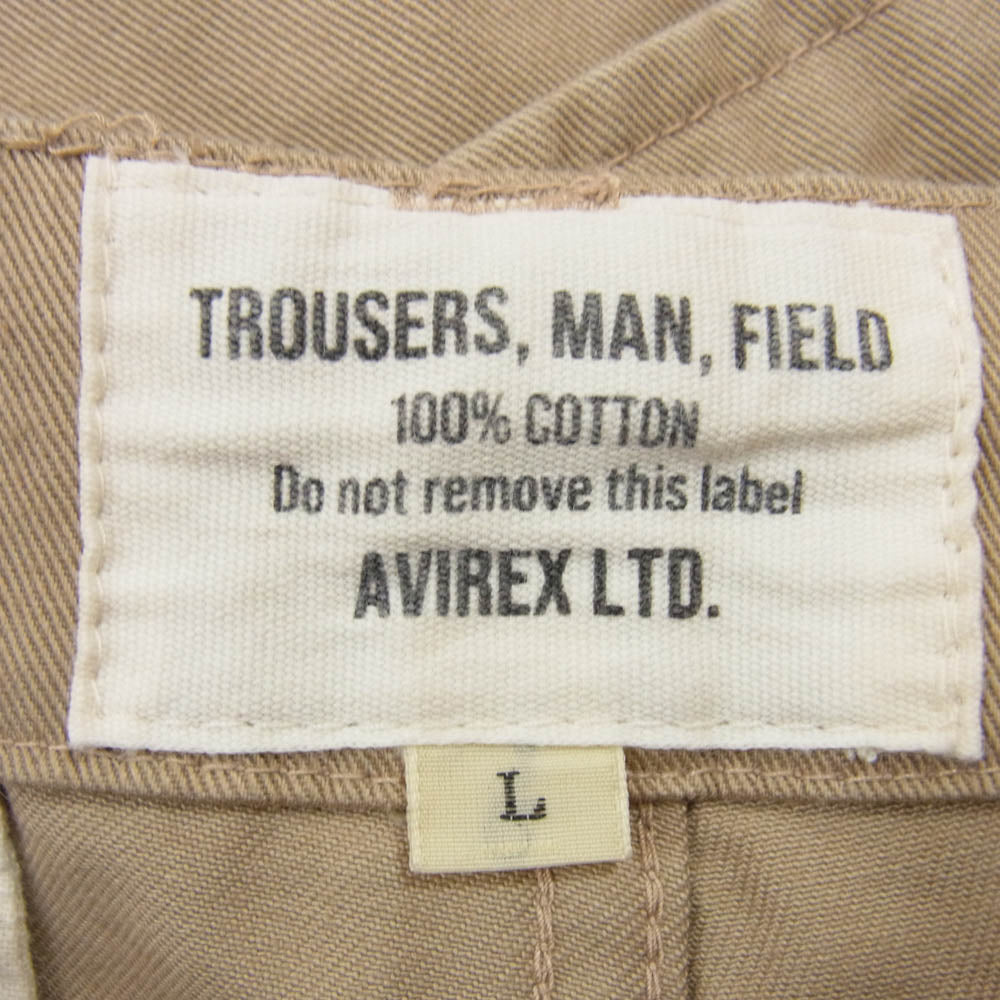 TROUSERS, MAN, FIELD
100% COTTON
Do not remove this label
AVIREX LTD.
L